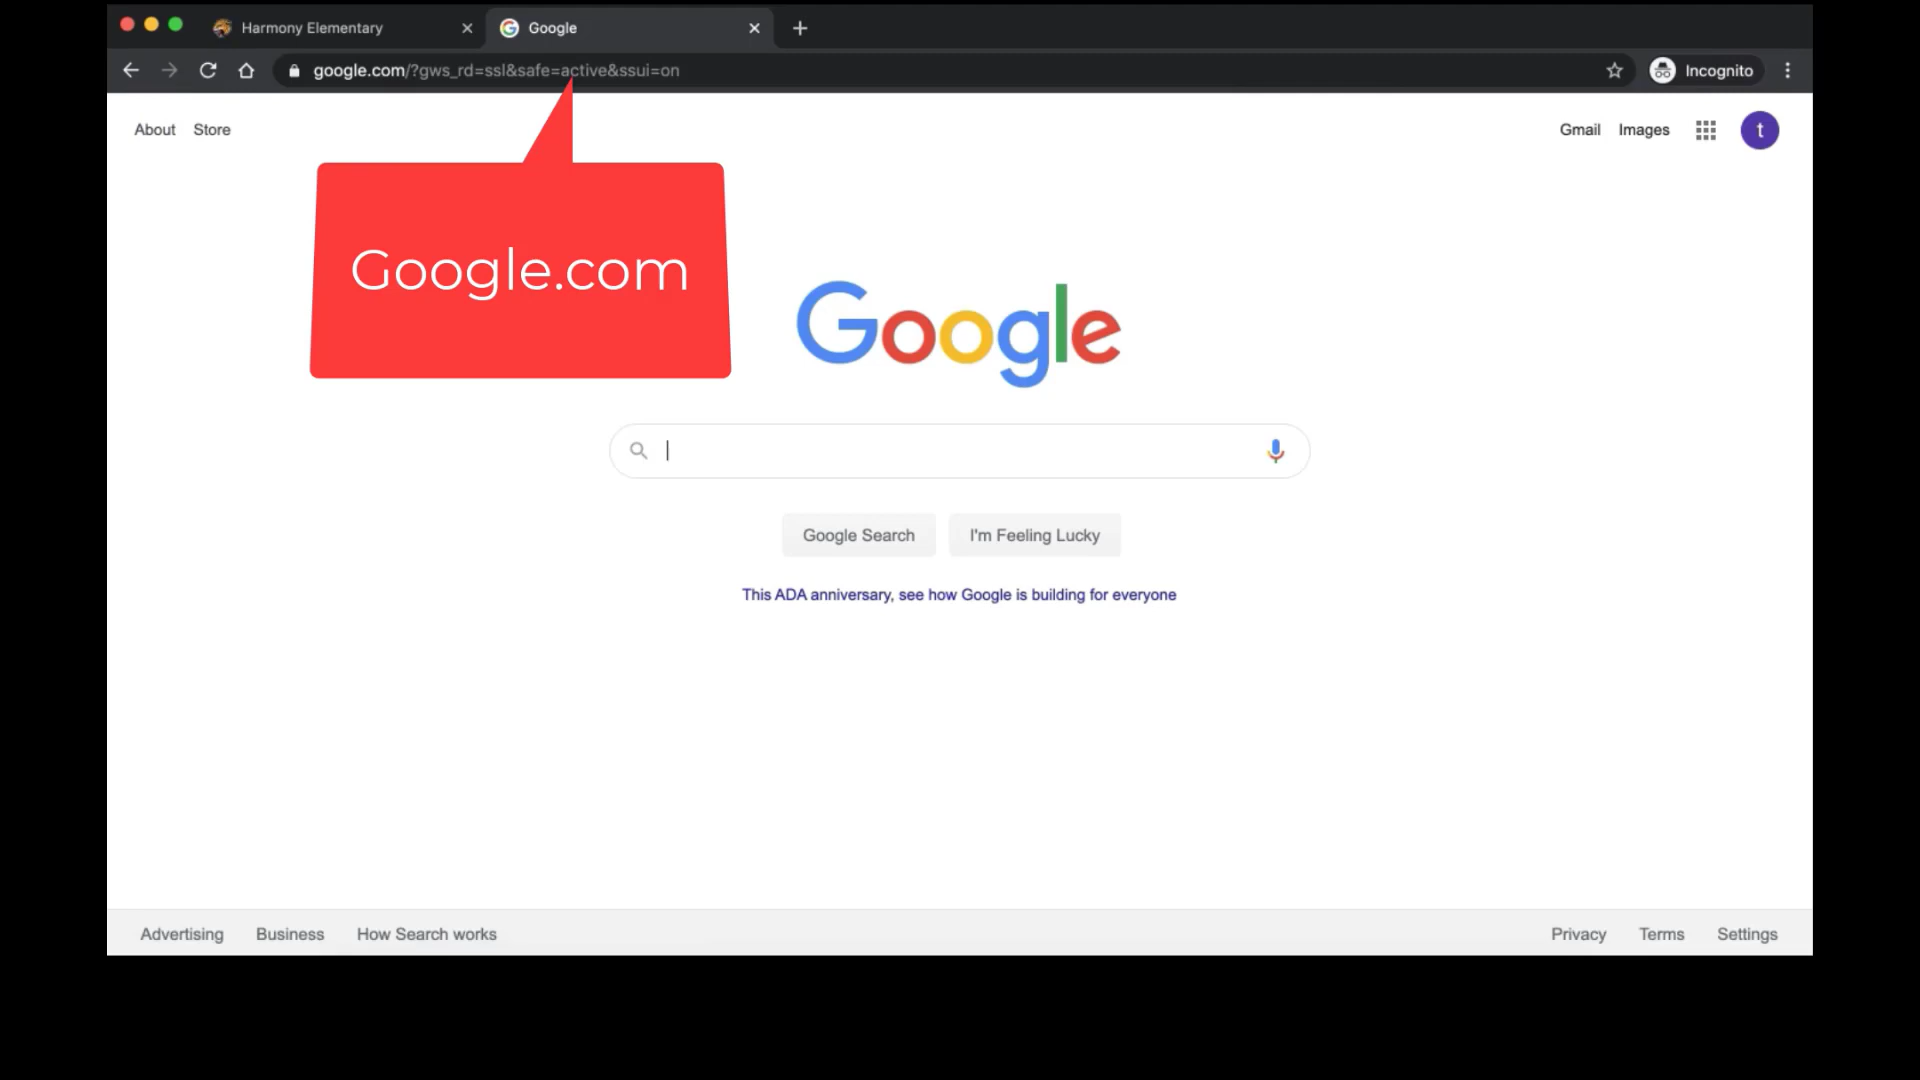 Harmony Elementary
Google
google.com/?gws_rd=ssl&safe=active&ssui=on
Incognito
About Store
Gmail Images
t
Google.com
Google
Google Search I'm Feeling Lucky
This ADA anniversary, see how Google is building for everyone
Advertising Business How Search works
Privacy Terms Settings